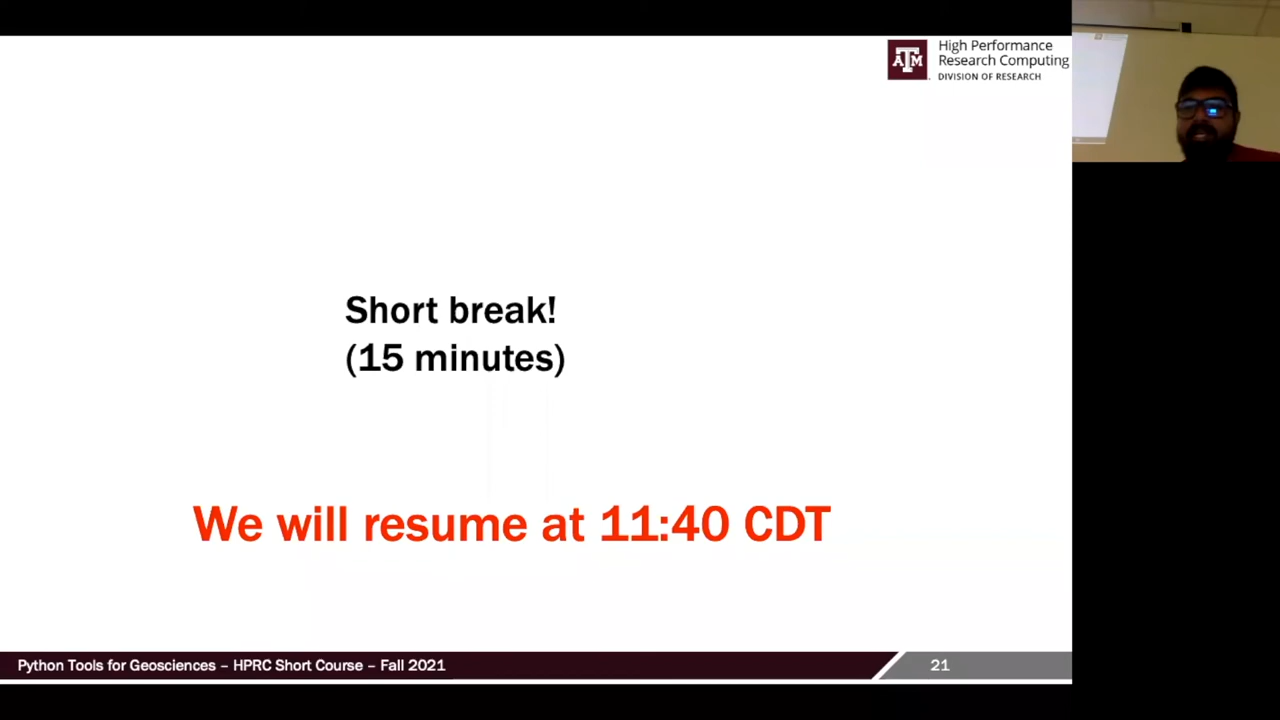 High Performance
Research Computing
DIVISION OF RESEARCH
Short break!
(15 minutes)
We will resume at 11:40 CDT
Python Tools for Geosciences – HPRC Short Course – Fall 2021
21